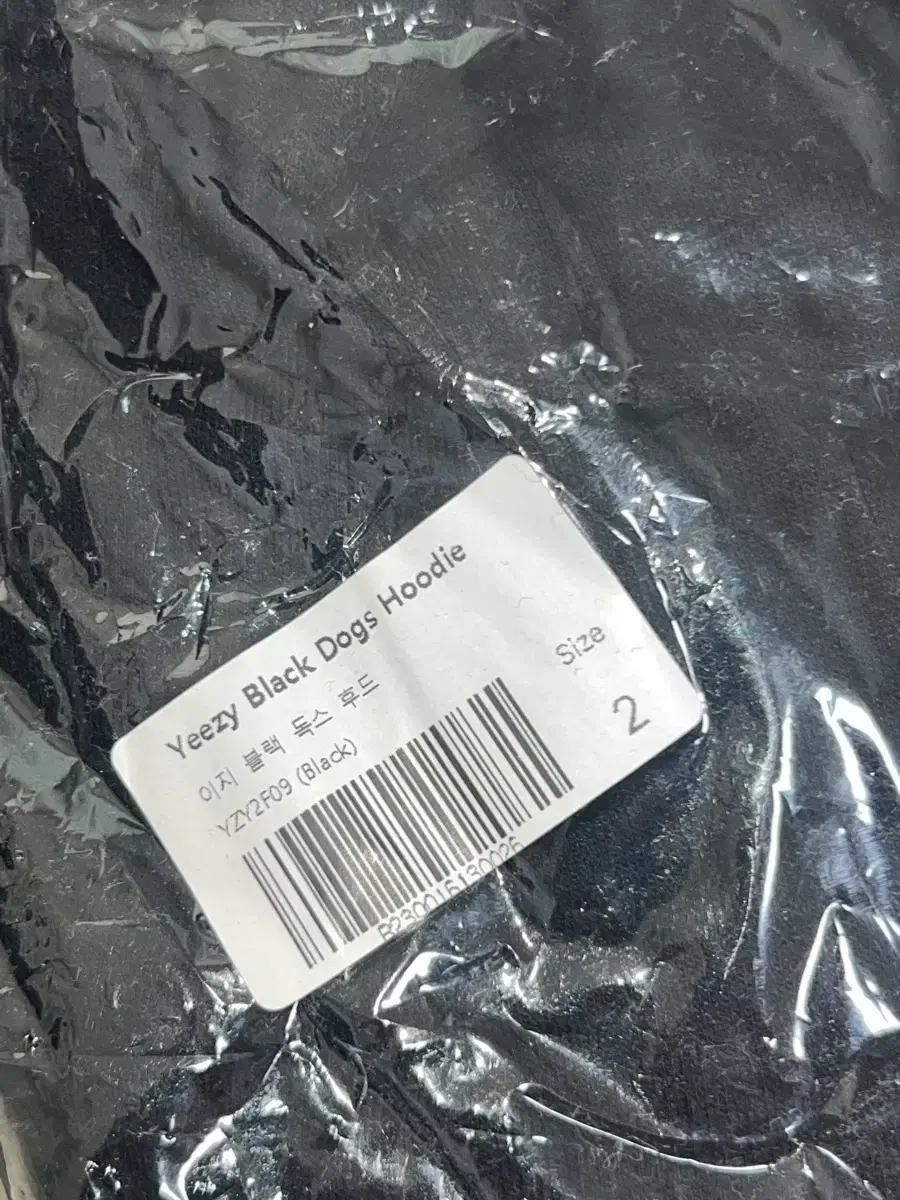 Yeezy Black Dogs Hoodie
이지 블랙 독스 후드
YZY2F09 (Black)
Size
2